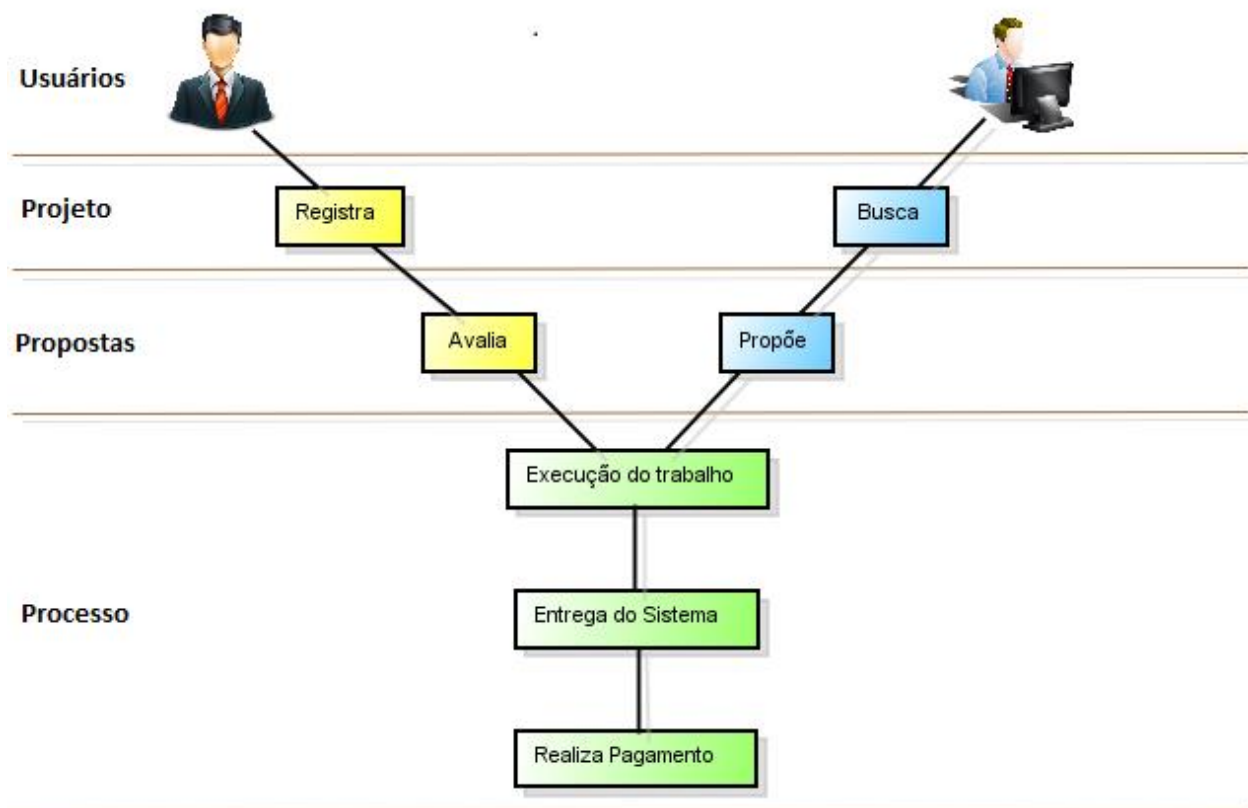 Usuários
Projeto
Registra
Busca
Propostas
Avalia
Propõe
Execução do trabalho
Processo
Entrega do Sistema
Realiza Pagamento